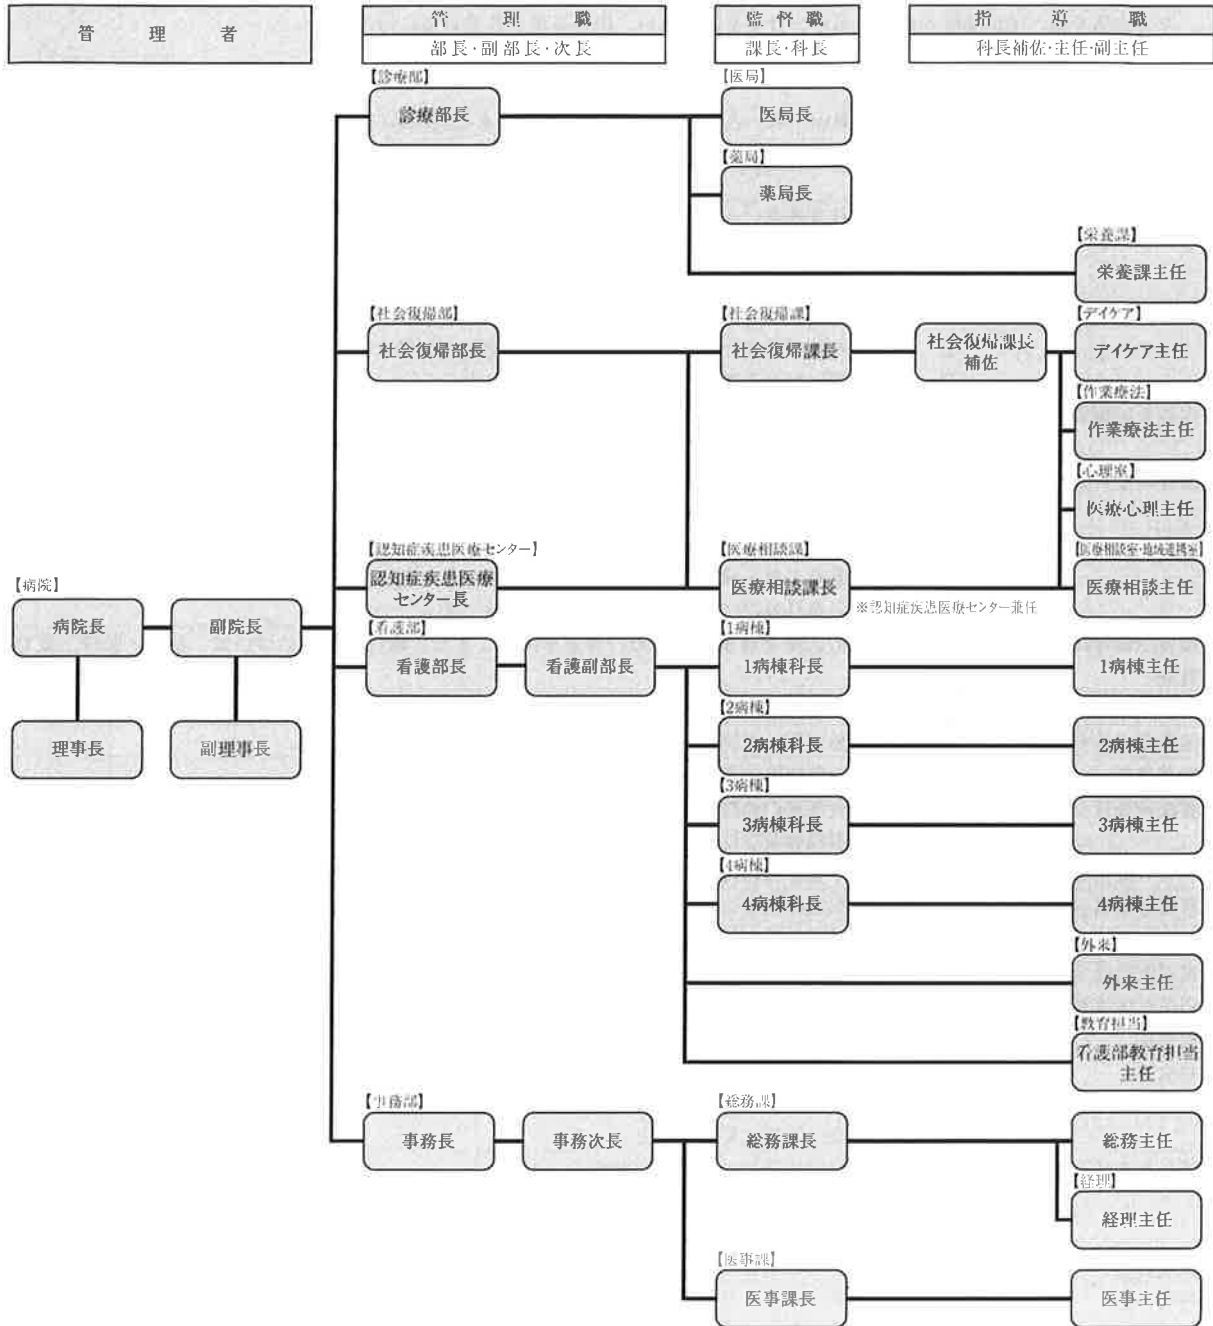 管理者
管理職
部長・副部長・次長
監督職
課長・科長
指導職
科長補佐・主任・副主任
【診療部】
診療部長
【医局】
医局長
【薬局】
薬局長
【栄養課】
栄養課主任
【社会復帰部】
社会復帰部長
【社会復帰課】
社会復帰課長
社会復帰課長
補佐
【デイケア】
デイケア主任
【作業療法】
作業療法主任
【心理室】
医療心理主任
【認知症疾患医療センター】
認知症疾患医療
センター長
【医療相談課】
医療相談課長
※認知症疾患医療センター兼任
【医療相談室・地域連携室】
医療相談主任
【病院】
病院長
副院長
理事長
副理事長
【看護部】
看護部長
看護副部長
【1病棟】
1病棟科長
1病棟主任
【2病棟】
2病棟科長
2病棟主任
【3病棟】
3病棟科長
3病棟主任
【4病棟】
4病棟科長
4病棟主任
【外来】
外来主任
【教育担当】
看護部教育担当
主任
【事務部】
事務長
事務次長
【総務課】
総務課長
総務主任
【経理】
経理主任
【医事課】
医事課長
医事主任